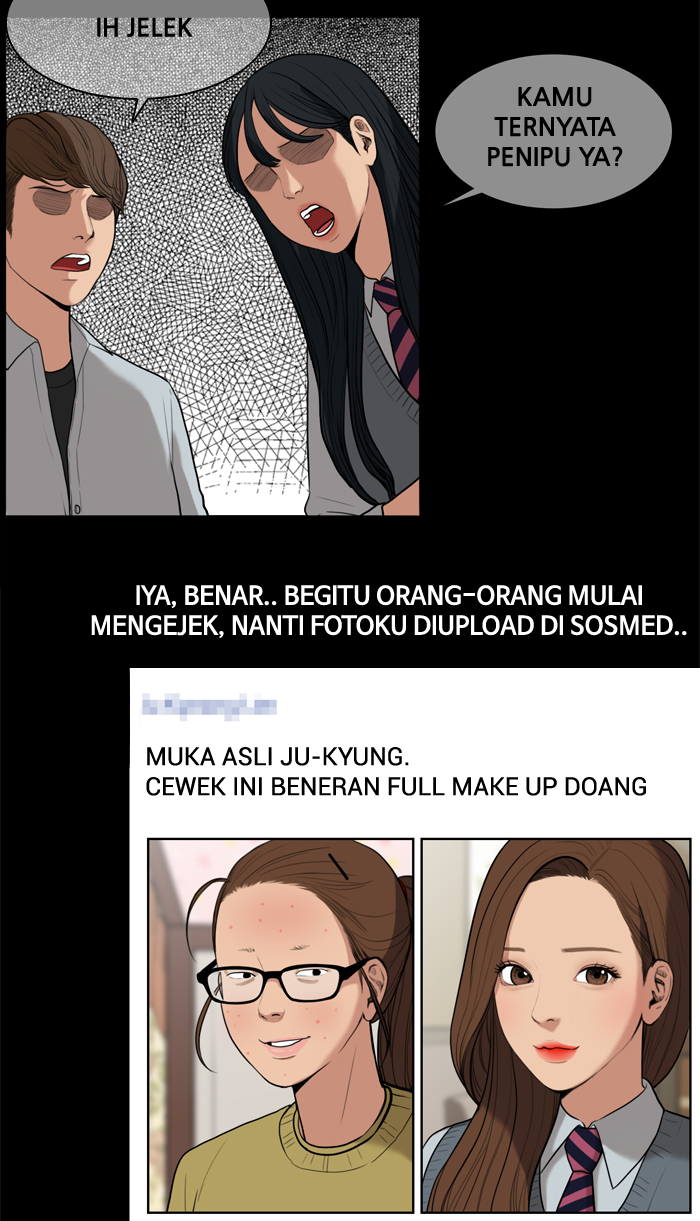 IH JELEK
KAMU
TERNYATA
PENIPU YA?
IYA, BENAR.. BEGITU ORANG-ORANG MULAI
MENGEJEK, NANTI FOTOKU DIUPLOAD DI SOSMED..
MUKA ASLI JU-KYUNG.
CEWEK INI BENERAN FULL MAKE UP DOANG